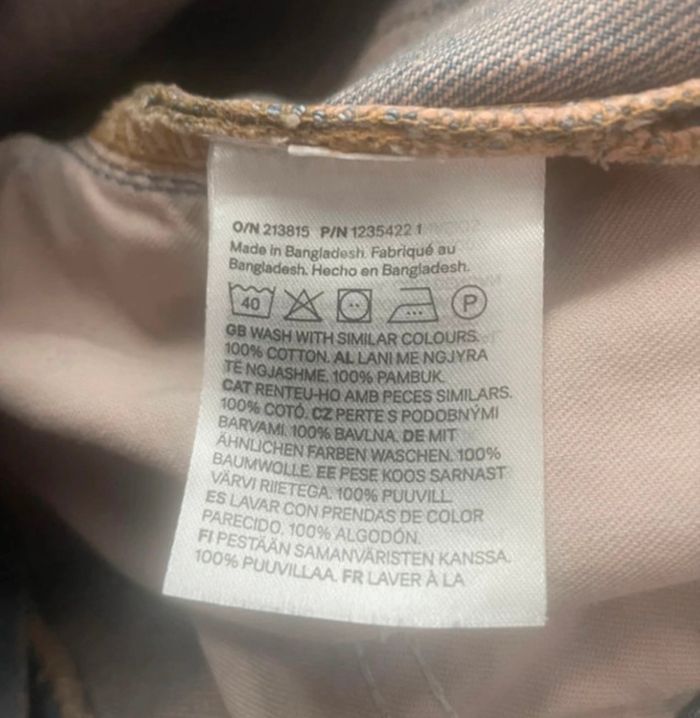 O/N 213815 P/N 1235422 1
Made in Bangladesh. Fabriqué au
Bangladesh. Hecho en Bangladesh.
40 P
GB WASH WITH SIMILAR COLOURS.
100% COTTON. AL LANI ME NGJYRA
TË NGJASHME. 100% PAMBUK.
CAT RENTEU-HO AMB PECES SIMILARS.
100% COTÓ. CZ PERTE S PODOBNÝMI
BARVAMI. 100% BAVLNA. DE MIT
ÄHNLICHEN FARBEN WASCHEN. 100%
BAUMWOLLE. EE PESE KOOS SARNAST
VÄRVI RIIETEGA. 100% PUUVILL.
ES LAVAR CON PRENDAS DE COLOR
PARECIDO. 100% ALGODÓN.
FI PESTÄÄN SAMANVÄRISTEN KANSSA.
100% PUUVILLAA. FR LAVER À LA